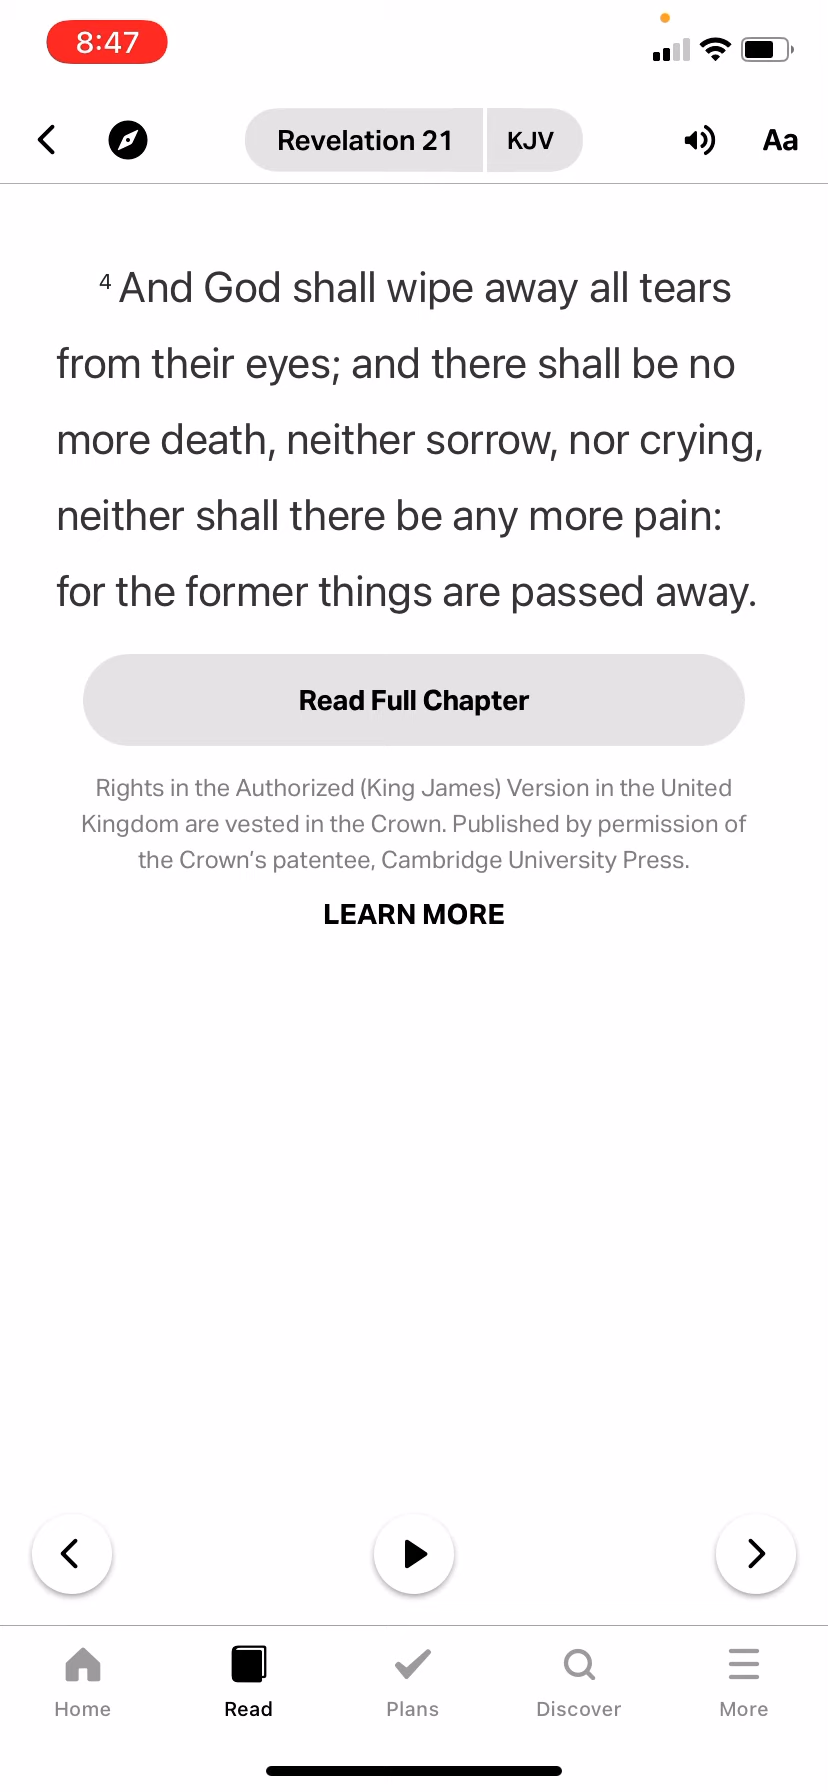 8:47
Revelation 21 KJV Aa
4 And God shall wipe away all tears
from their eyes; and there shall be no
more death, neither sorrow, nor crying,
neither shall there be any more pain:
for the former things are passed away.
Read Full Chapter
Rights in the Authorized (King James) Version in the United
Kingdom are vested in the Crown. Published by permission of
the Crown’s patentee, Cambridge University Press.
LEARN MORE
Home Read Plans Discover More